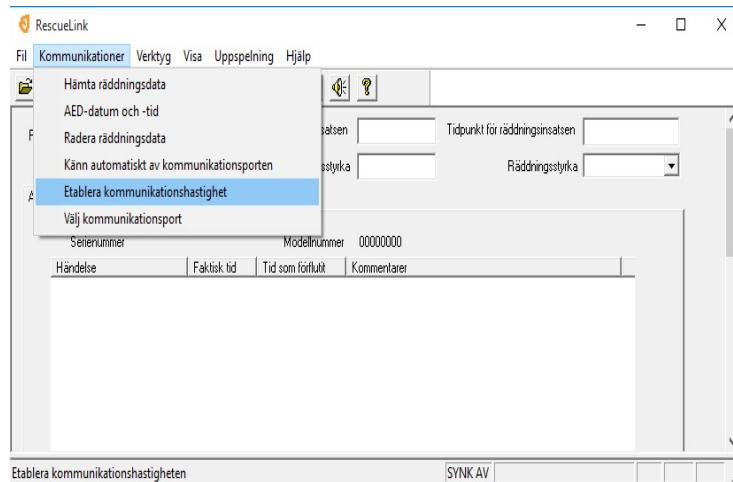 RescueLink
Fil Kommunikationer Verktyg Visa Uppspelning Hjälp
Hämta räddningsdata
AED-datum och -tid
Radera räddningsdata
Känn automatiskt av kommunikationsporten
Etablera kommunikationshastighet
Välj kommunikationsport
Tidpunkt för räddningsinsatsen
Räddningsstyrka
Serienummer Modellnummer 00000000
Händelse Faktisk tid Tid som förflutit Kommentarer
Etablera kommunikationshastigheten SYNK AV